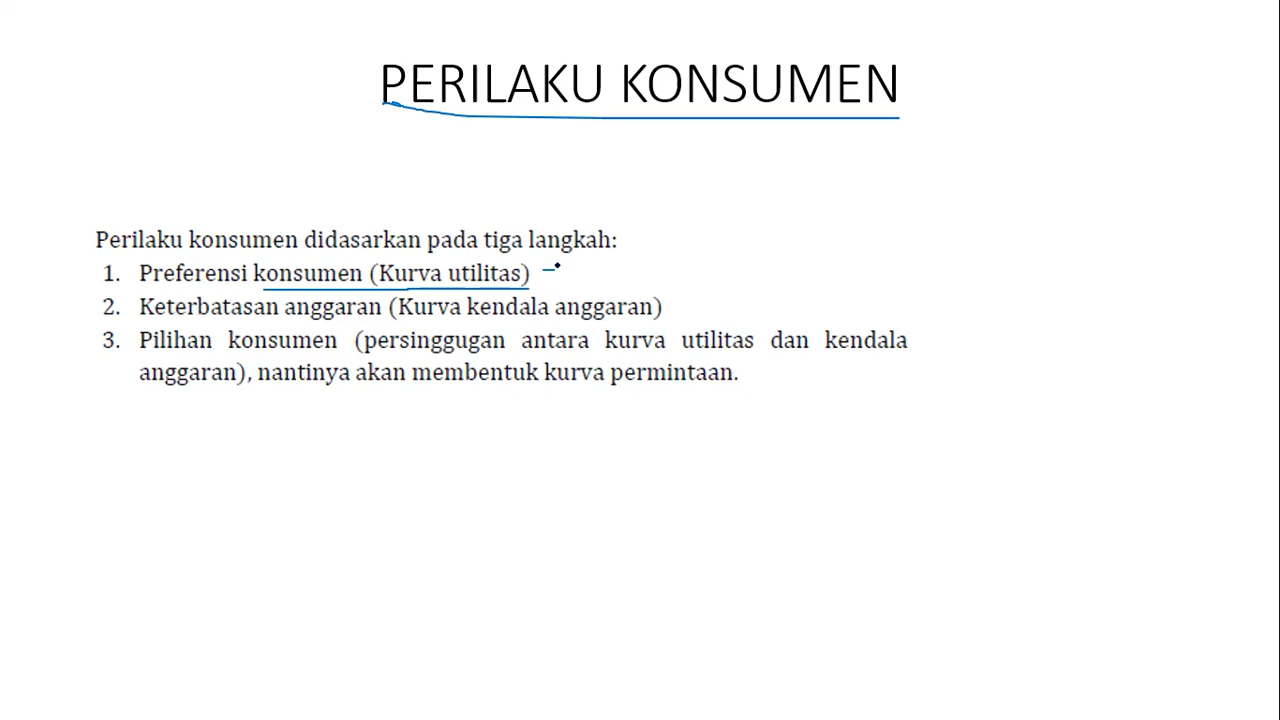 PERILAKU KONSUMEN
Perilaku konsumen didasarkan pada tiga langkah:
1. Preferensi konsumen (Kurva utilitas)
2. Keterbatasan anggaran (Kurva kendala anggaran)
3. Pilihan konsumen (persinggugan antara kurva utilitas dan kendala
anggaran), nantinya akan membentuk kurva permintaan.